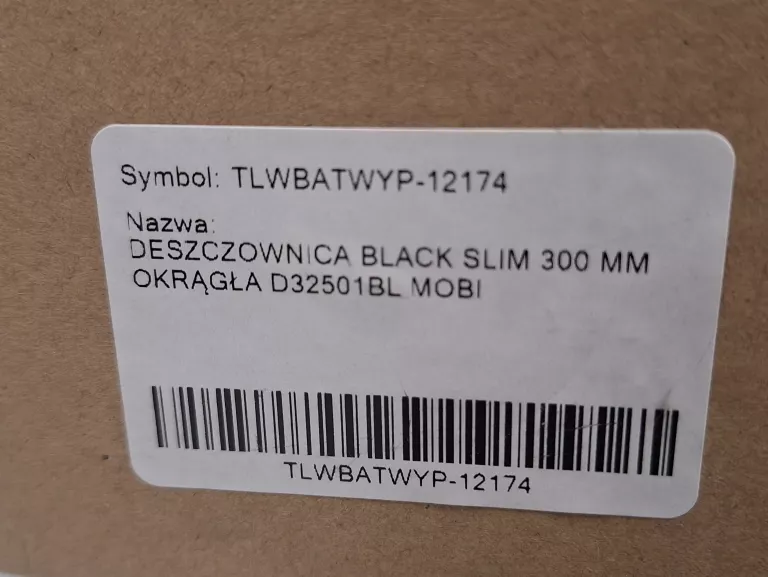 Symbol: TLWBATWYP-12174
Nazwa:
DESZCZOWNICA BLACK SLIM 300 MM
OKRĄGŁA D32501BL MOBI
TLWBATWYP-12174